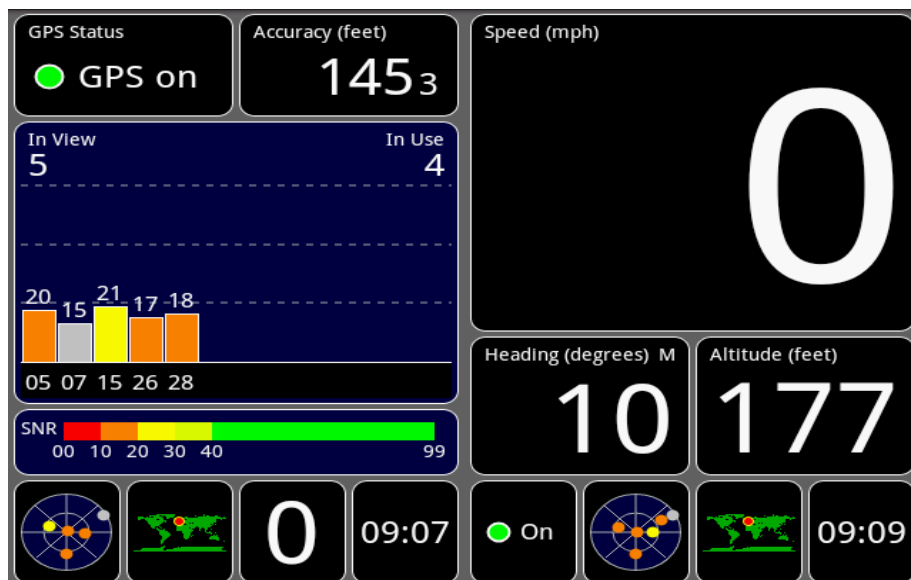 GPS Status
GPS on
Accuracy (feet)
145 3
Speed (mph)
0
In View
5
In Use
4
20 15 21 17 18
05 07 15 26 28
SNR
00 10 20 30 40 99
Heading (degrees) M
10
Altitude (feet)
177
0
09:07
On
09:09